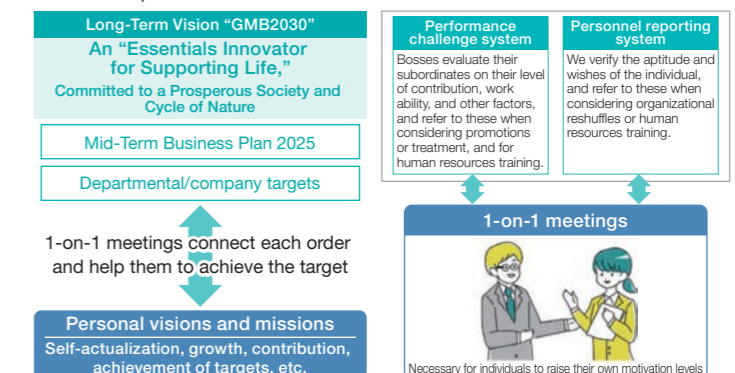 Long-Term Vision “GMB2030”
An “Essentials Innovator
for Supporting Life,”
Committed to a Prosperous Society and
Cycle of Nature
Mid-Term Business Plan 2025
Departmental/company targets
1-on-1 meetings connect each order
and help them to achieve the target
Personal visions and missions
Self-actualization, growth, contribution,
achievement of targets, etc.
Performance
challenge system
Bosses evaluate their
subordinates on their level
of contribution, work
ability, and other factors,
and refer to these when
considering promotions
or treatment, and for
human resources training.
Personnel reporting
system
We verify the aptitude and
wishes of the individual,
and refer to these when
considering organizational
reshuffles or human
resources training.
1-on-1 meetings
Necessary for individuals to raise their own motivation levels